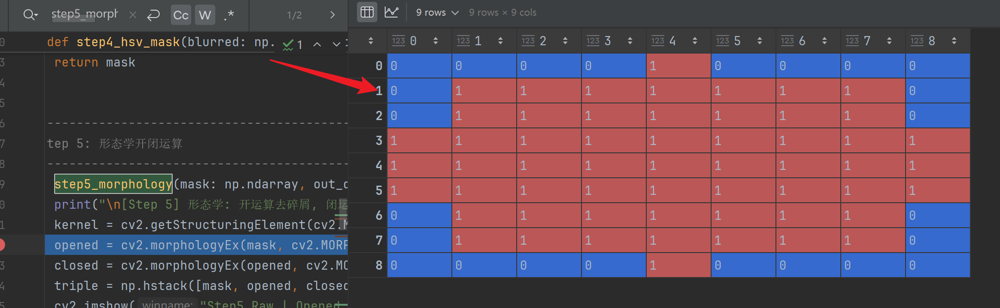 step5_morph
Cc W .* 1/2
0 def step4_hsv_mask(blurred: np. 1
3 return mask
4
5
6 -----------------------------------------
7 tep 5: 形态学开闭运算
8 -----------------------------------------
9 step5_morphology(mask: np.ndarray, out_d
0 print("\n[Step 5] 形态学: 开运算去碎屑, 闭运
1 kernel = cv2.getStructuringElement(cv2.M
opened = cv2.morphologyEx(mask, cv2.MORP
3 closed = cv2.morphologyEx(opened, cv2.MO
4 triple = np.hstack([mask, opened, closed
5 cv2.imshow( winname: "Step5 Raw | Opened
9 rows 9 rows × 9 cols
123 0 123 1 123 2 123 3 123 4 123 5 123 6 123 7 123 8
0 0 0 0 0 1 0 0 0 0
1 0 1 1 1 1 1 1 1 0
2 0 1 1 1 1 1 1 1 0
3 1 1 1 1 1 1 1 1 1
4 1 1 1 1 1 1 1 1 1
5 1 1 1 1 1 1 1 1 1
6 0 1 1 1 1 1 1 1 0
7 0 1 1 1 1 1 1 1 0
8 0 0 0 0 1 0 0 0 0